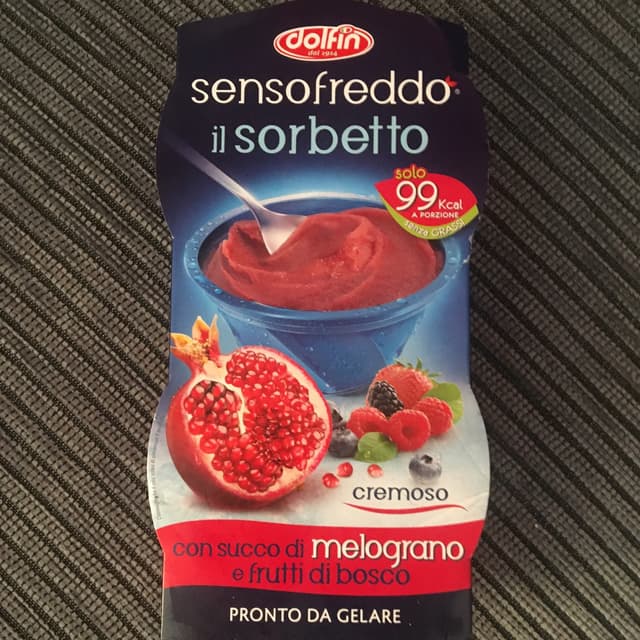 dolfin
dal 1914
sensofreddo®
il sorbetto
solo
99 Kcal
A PORZIONE
senza GRASSI
cremoso
con succo di melograno
e frutti di bosco
PRONTO DA GELARE